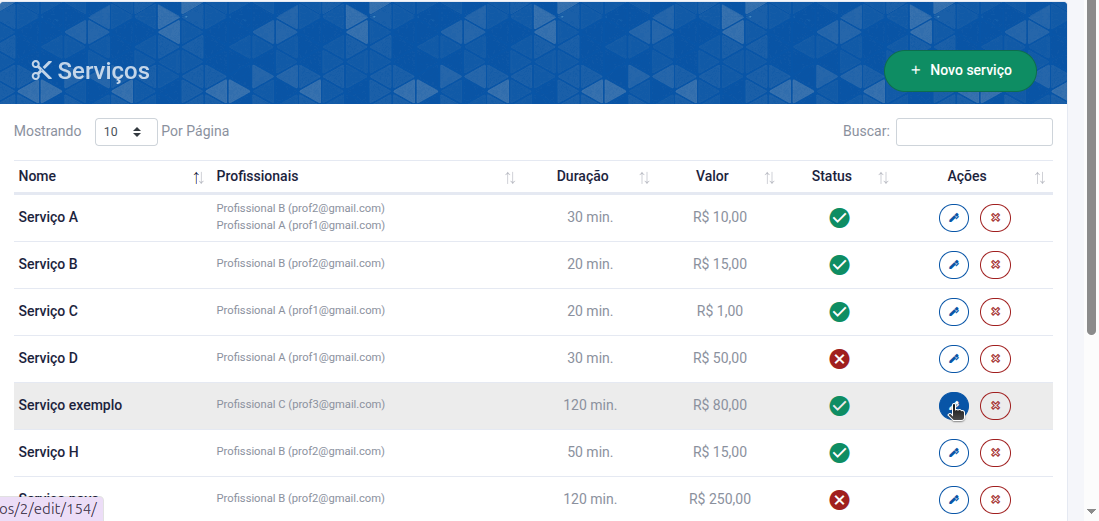 Serviços
+ Novo serviço
Mostrando 10 Por Página
Buscar:
Nome Profissionais Duração Valor Status Ações
Serviço A Profissional B (prof2@gmail.com) 30 min. R$ 10,00
Profissional A (prof1@gmail.com)
Serviço B Profissional B (prof2@gmail.com) 20 min. R$ 15,00
Serviço C Profissional A (prof1@gmail.com) 20 min. R$ 1,00
Serviço D Profissional A (prof1@gmail.com) 30 min. R$ 50,00
Serviço exemplo Profissional C (prof3@gmail.com) 120 min. R$ 80,00
Serviço H Profissional B (prof2@gmail.com) 50 min. R$ 15,00
Profissional B (prof2@gmail.com) 120 min. R$ 250,00
os/2/edit/154/